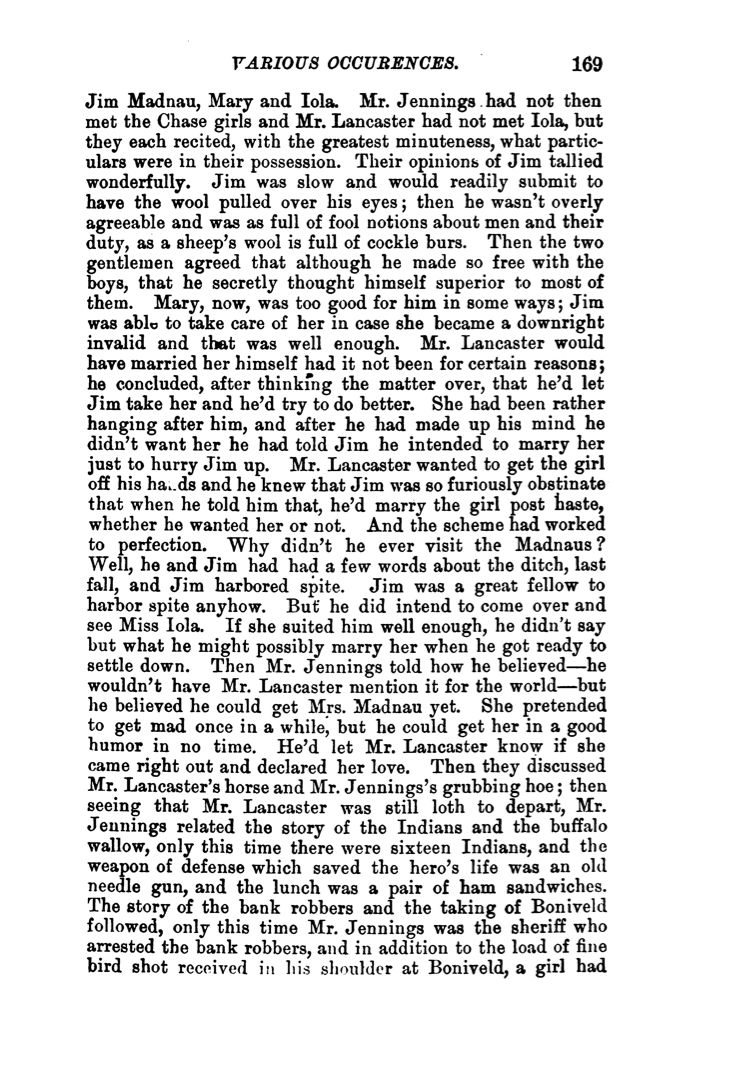 VARIOUS OCCURENCES. 169
Jim Madnau, Mary and Iola. Mr. Jennings had not then
met the Chase girls and Mr. Lancaster had not met Iola, but
they each recited, with the greatest minuteness, what partic-
ulars were in their possession. Their opinions of Jim tallied
wonderfully. Jim was slow and would readily submit to
have the wool pulled over his eyes; then he wasn't overly
agreeable and was as full of fool notions about men and their
duty, as a sheep's wool is full of cockle burs. Then the two
gentlemen agreed that although he made so free with the
boys, that he secretly thought himself superior to most of
them. Mary, now, was too good for him in some ways; Jim
was able to take care of her in case she became a downright
invalid and that was well enough. Mr. Lancaster would
have married her himself had it not been for certain reasons;
he concluded, after thinking the matter over, that he'd let
Jim take her and he'd try to do better. She had been rather
hanging after him, and after he had made up his mind he
didn't want her he had told Jim he intended to marry her
just to hurry Jim up. Mr. Lancaster wanted to get the girl
off his hands and he knew that Jim was so furiously obstinate
that when he told him that, he'd marry the girl post haste,
whether he wanted her or not. And the scheme had worked
to perfection. Why didn't he ever visit the Madnaus?
Well, he and Jim had had a few words about the ditch, last
fall, and Jim harbored spite. Jim was a great fellow to
harbor spite anyhow. But he did intend to come over and
see Miss Iola. If she suited him well enough, he didn't say
but what he might possibly marry her when he got ready to
settle down. Then Mr. Jennings told how he believed—he
wouldn't have Mr. Lancaster mention it for the world—but
he believed he could get Mrs. Madnau yet. She pretended
to get mad once in a while, but he could get her in a good
humor in no time. He'd let Mr. Lancaster know if she
came right out and declared her love. Then they discussed
Mr. Lancaster's horse and Mr. Jennings's grubbing hoe; then
seeing that Mr. Lancaster was still loth to depart, Mr.
Jennings related the story of the Indians and the buffalo
wallow, only this time there were sixteen Indians, and the
weapon of defense which saved the hero's life was an old
needle gun, and the lunch was a pair of ham sandwiches.
The story of the bank robbers and the taking of Boniveld
followed, only this time Mr. Jennings was the sheriff who
arrested the bank robbers, and in addition to the load of fine
bird shot received in his shoulder at Boniveld, a girl had